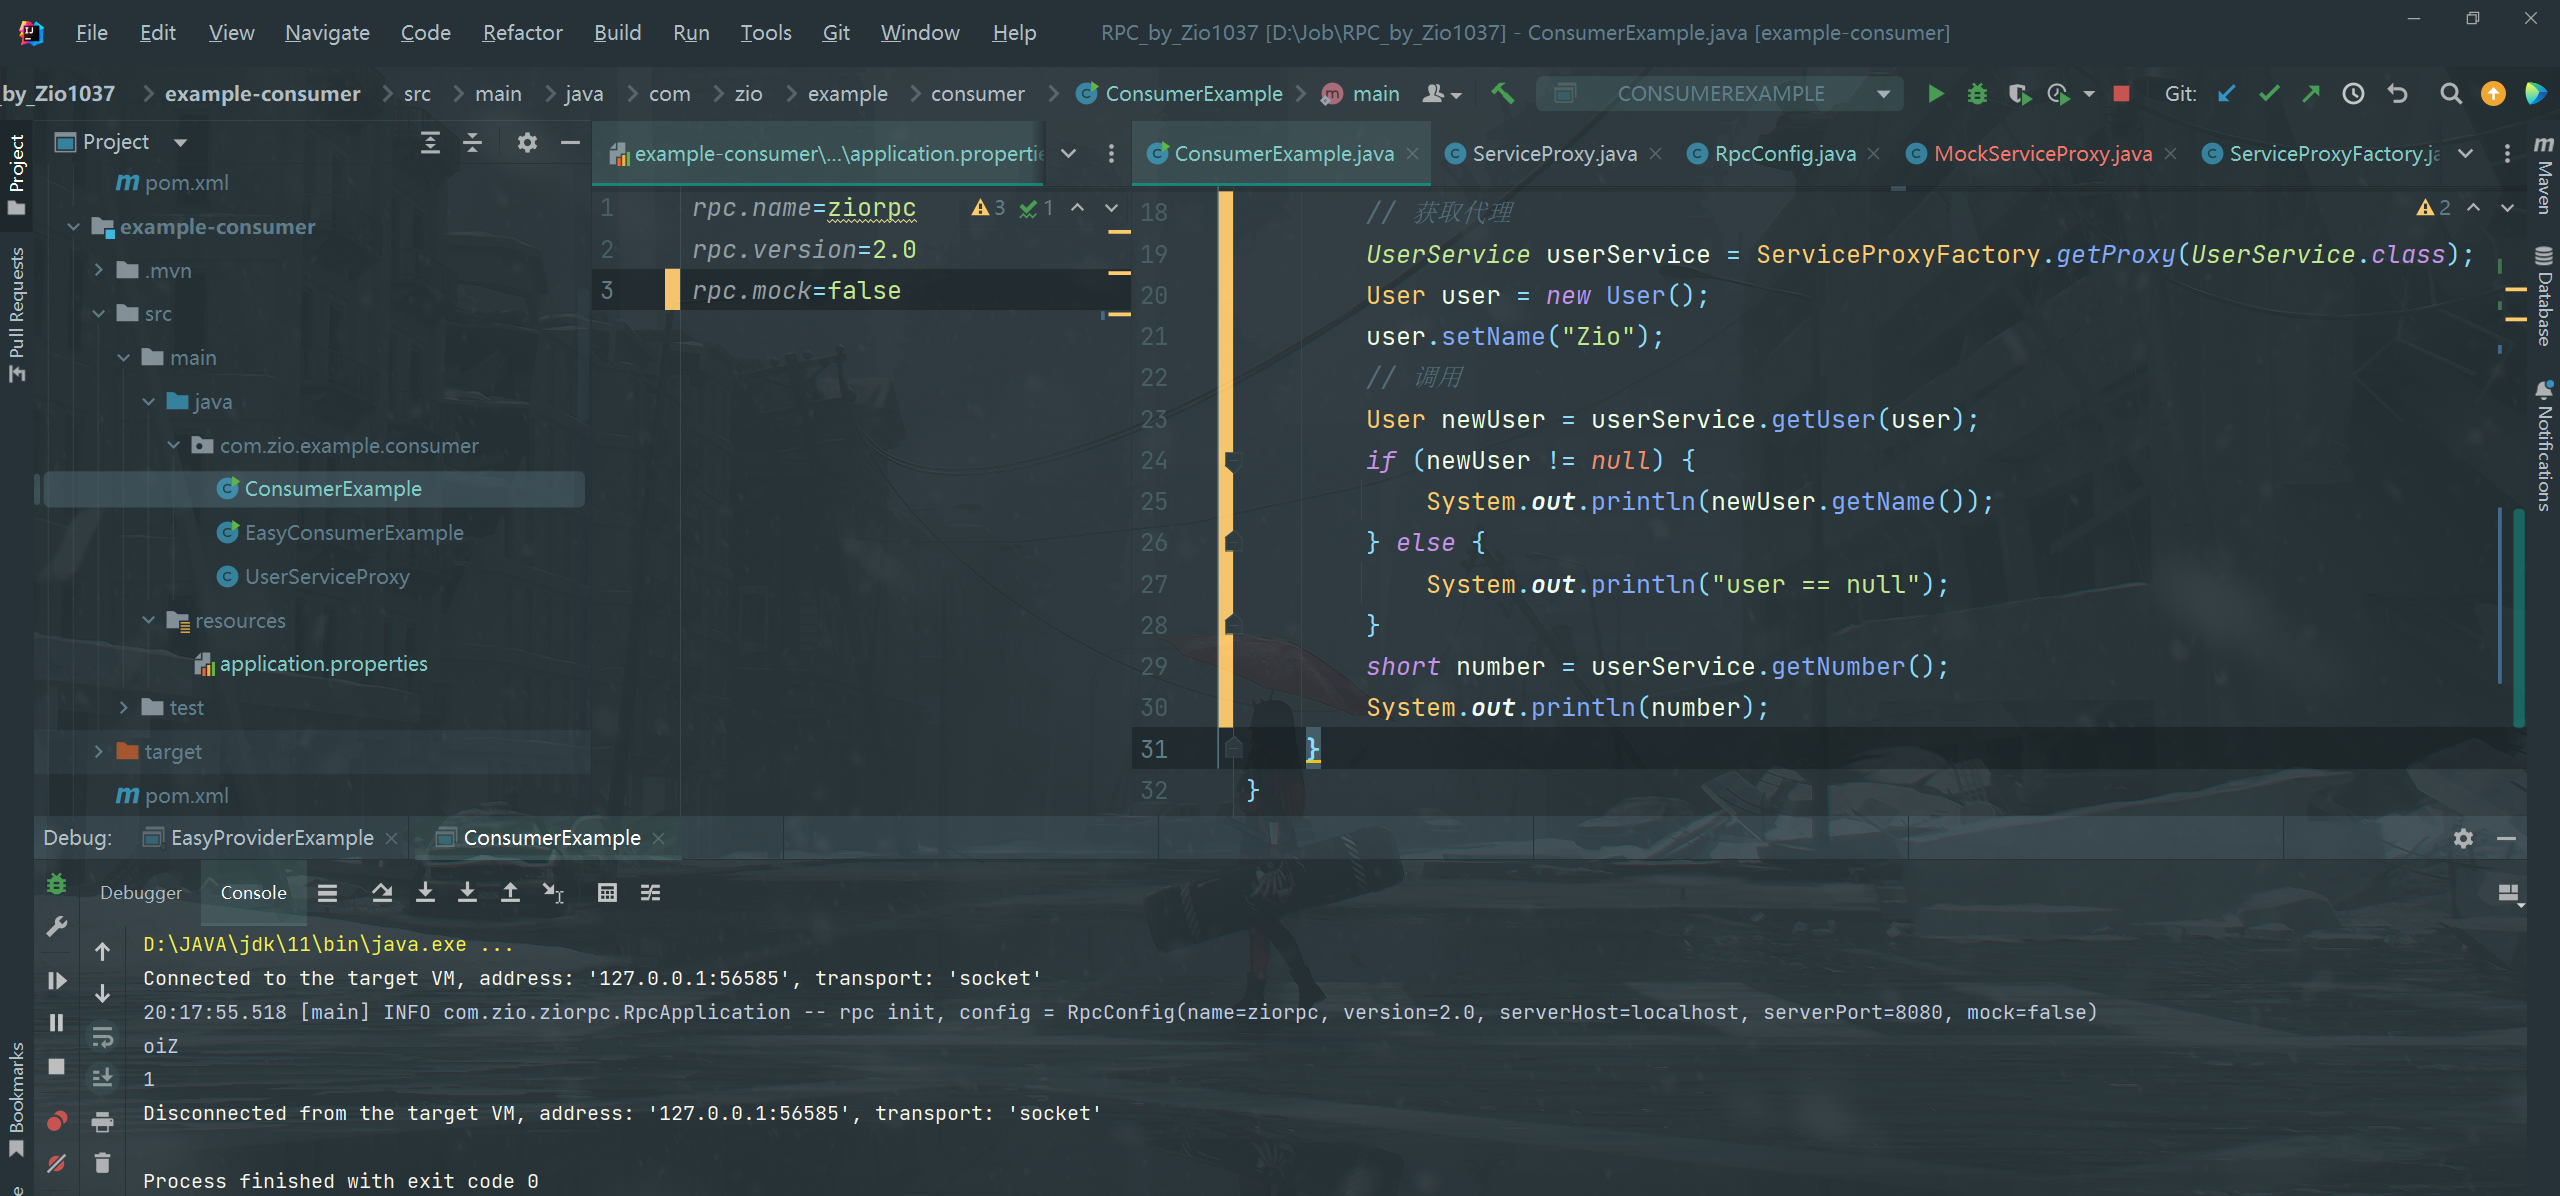 File Edit View Navigate Code Refactor Build Run Tools Git Window Help RPC_by_Zio1037 [D:\Job\RPC_by_Zio1037] - ConsumerExample.java [example-consumer]
by_Zio1037 example-consumer src main java com zio example consumer ConsumerExample main CONSUMEREXAMPLE Git:
Project
Project
Pull Requests
Bookmarks
pom.xml
example-consumer
.mvn
src
main
java
com.zio.example.consumer
ConsumerExample
EasyConsumerExample
UserServiceProxy
resources
application.properties
test
target
pom.xml
example-consumer\...\application.properti
1 rpc.name=ziorpc 3 1
2 rpc.version=2.0
3 rpc.mock=false
ConsumerExample.java ServiceProxy.java RpcConfig.java MockServiceProxy.java ServiceProxyFactory.ja
2
18 // 获取代理
19 UserService userService = ServiceProxyFactory.getProxy(UserService.class);
20 User user = new User();
21 user.setName("Zio");
22 // 调用
23 User newUser = userService.getUser(user);
24 if (newUser != null) {
25 System.out.println(newUser.getName());
26 } else {
27 System.out.println("user == null");
28 }
29 short number = userService.getNumber();
30 System.out.println(number);
31 }
32 }
Maven
Database
Notifications
Debug: EasyProviderExample ConsumerExample
Debugger Console
D:\JAVA\jdk\11\bin\java.exe ...
Connected to the target VM, address: '127.0.0.1:56585', transport: 'socket'
20:17:55.518 [main] INFO com.zio.ziorpc.RpcApplication -- rpc init, config = RpcConfig(name=ziorpc, version=2.0, serverHost=localhost, serverPort=8080, mock=false)
oiZ
1
Disconnected from the target VM, address: '127.0.0.1:56585', transport: 'socket'
Process finished with exit code 0